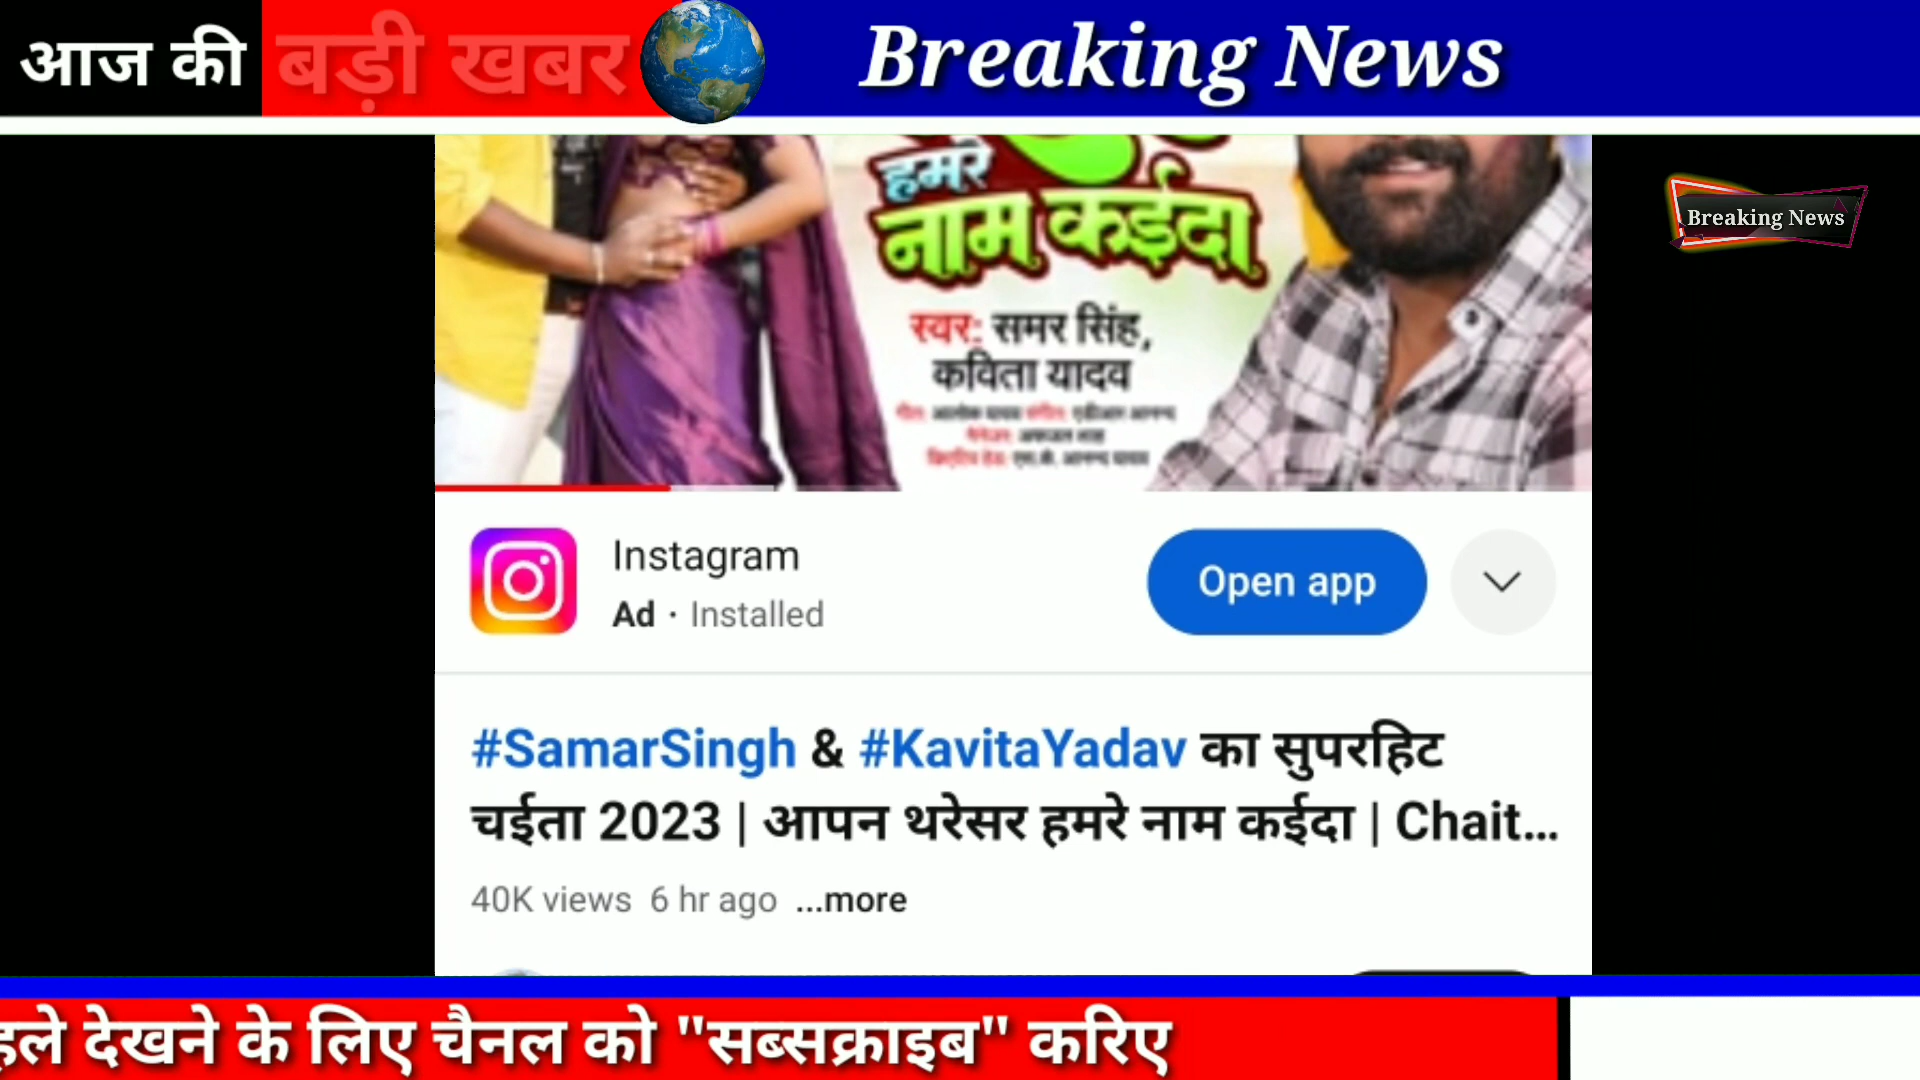 आज की बड़ी खबर
Breaking News
Breaking News
हमरे
नाम कईदा
स्वर: समर सिंह,
कविता यादव
Instagram
Ad · Installed
Open app
#SamarSingh & #KavitaYadav का सुपरहिट
चईता 2023 | आपन थरेसर हमरे नाम कईदा | Chait...
40K views 6 hr ago ...more
देखने के लिए चैनल को "सब्सक्राइब" करिए